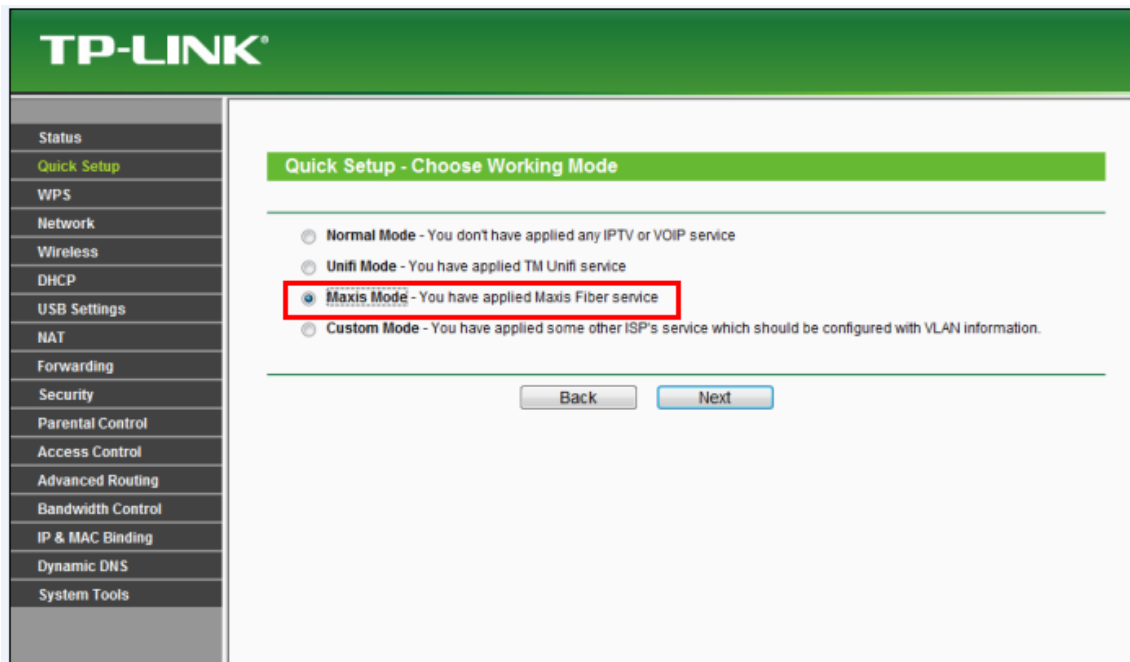 TP-LINK®
Status
Quick Setup
WPS
Network
Wireless
DHCP
USB Settings
NAT
Forwarding
Security
Parental Control
Access Control
Advanced Routing
Bandwidth Control
IP & MAC Binding
Dynamic DNS
System Tools
Quick Setup - Choose Working Mode
Normal Mode - You don't have applied any IPTV or VOIP service
Unifi Mode - You have applied TM Unifi service
Maxis Mode - You have applied Maxis Fiber service
Custom Mode - You have applied some other ISP's service which should be configured with VLAN information.
Back Next